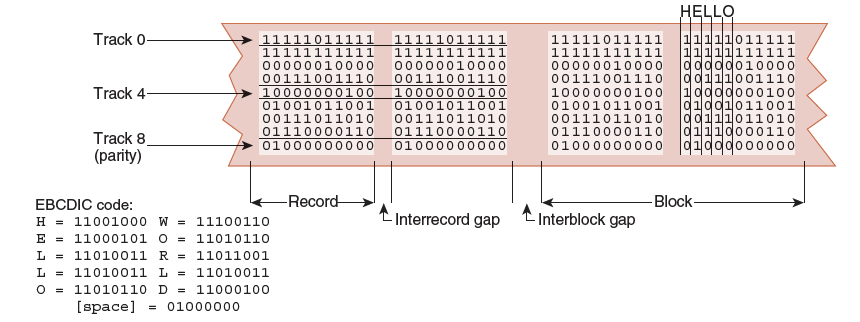 HELLO
Track 0 11111011111 11111011111 11111011111 11111011111
11111111111 11111111111 11111111111 11111111111
00000010000 00000010000 00000010000 00000010000
00111001110 00111001110 00111001110 00111001110
Track 4 10000000100 10000000100 10000000100 10000000100
01001011001 01001011001 01001011001 01001011001
00111011010 00111011010 00111011010 00111011010
Track 8 01110000110 01110000110 01110000110 01110000110
(parity) 01000000000 01000000000 01000000000 01000000000
Record Block
Interrecord gap Interblock gap
EBCDIC code:
H = 11001000 W = 11100110
E = 11000101 O = 11010110
L = 11010011 R = 11011001
L = 11010011 L = 11010011
O = 11010110 D = 11000100
[space] = 01000000